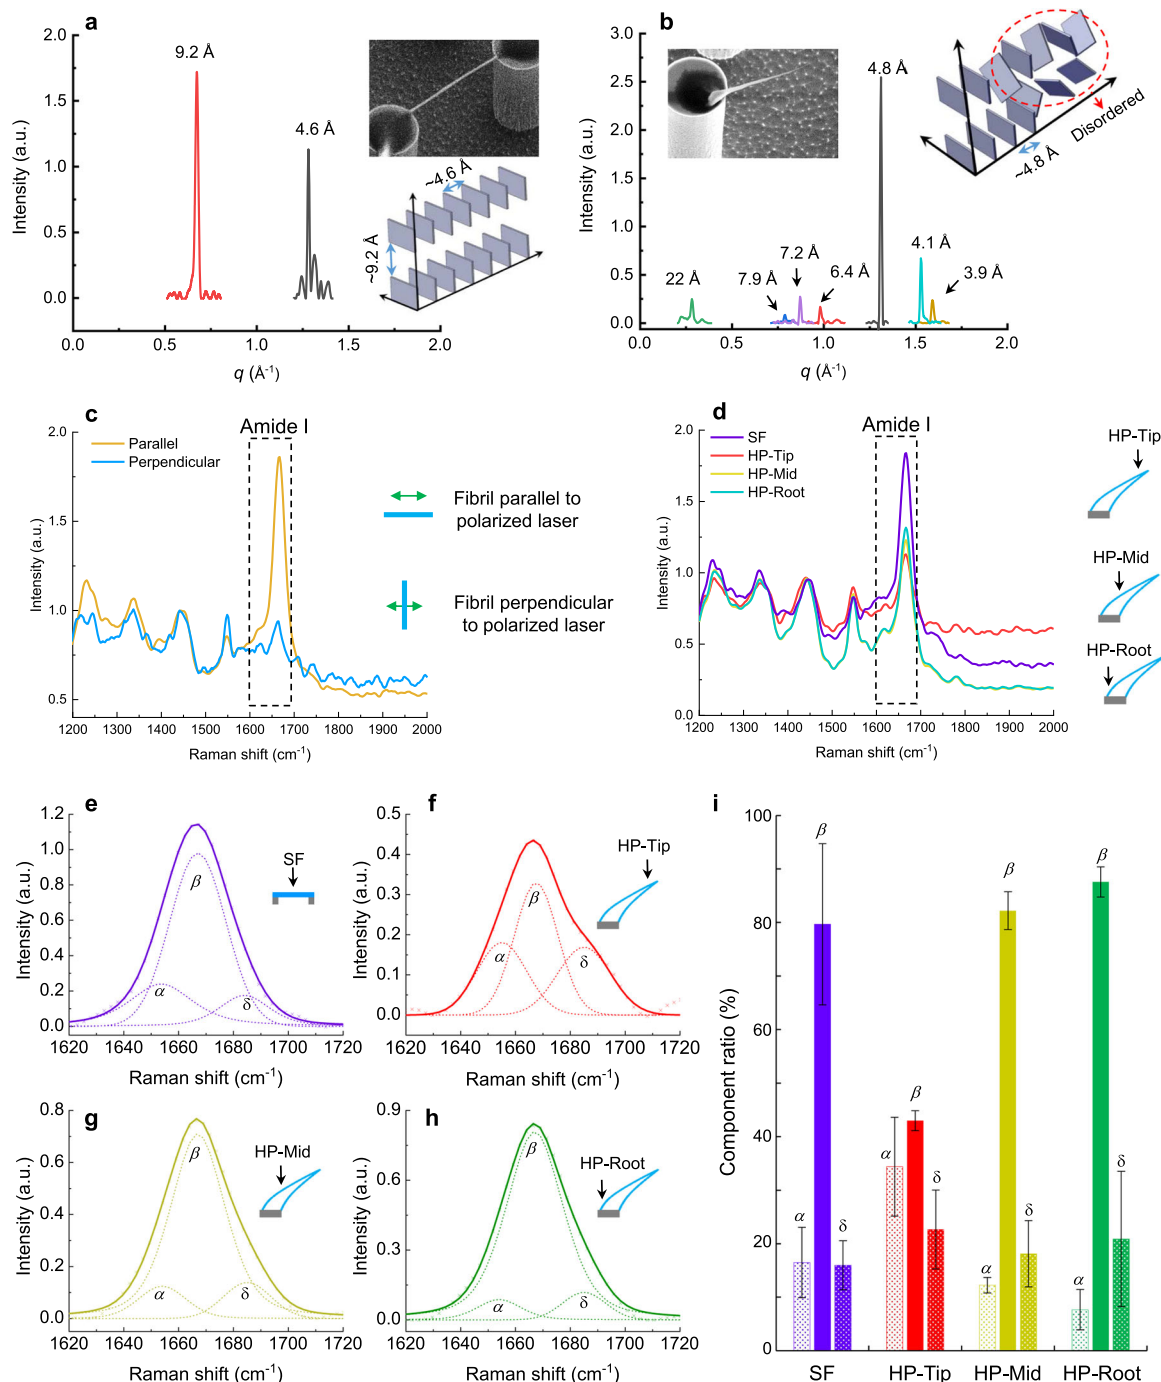 a
9.2 Å
4.6 Å
2.0
1.5
1.0
0.5
0.0
Intensity (a.u.)
0.0
0.5
1.0
1.5
2.0
q (Å-1)
~4.6 Å
~9.2 Å
b
3.0
2.5
2.0
1.5
1.0
0.5
0.0
Intensity (a.u.)
22 Å
7.9 Å
7.2 Å
6.4 Å
4.8 Å
4.1 Å
3.9 Å
0.0
0.5
1.0
1.5
2.0
q (Å-1)
Disordered
~4.8 Å
c
Amide I
Parallel
Perpendicular
2.0
1.5
1.0
0.5
Intensity (a.u.)
1200 1300 1400 1500 1600 1700 1800 1900 2000
Raman shift (cm-1)
Fibril parallel to
polarized laser
Fibril perpendicular
to polarized laser
d
Amide I
SF
HP-Tip
HP-Mid
HP-Root
2.0
1.5
1.0
0.5
0.0
Intensity (a.u.)
1200 1300 1400 1500 1600 1700 1800 1900 2000
Raman shift (cm-1)
HP-Tip
HP-Mid
HP-Root
e
1.2
1.0
0.8
0.6
0.4
0.2
0.0
Intensity (a.u.)
SF
β
α
δ
1620 1640 1660 1680 1700 1720
Raman shift (cm-1)
f
0.5
0.4
0.3
0.2
0.1
0.0
Intensity (a.u.)
HP-Tip
β
α
δ
1620 1640 1660 1680 1700 1720
Raman shift (cm-1)
g
0.8
0.6
0.4
0.2
0.0
Intensity (a.u.)
HP-Mid
β
α
δ
1620 1640 1660 1680 1700 1720
Raman shift (cm-1)
h
0.9
0.6
0.3
0.0
Intensity (a.u.)
HP-Root
β
α
δ
1620 1640 1660 1680 1700 1720
Raman shift (cm-1)
i
100
80
60
40
20
0
Component ratio (%)
α
β
δ
α
β
δ
α
β
δ
α
β
δ
SF
HP-Tip
HP-Mid
HP-Root